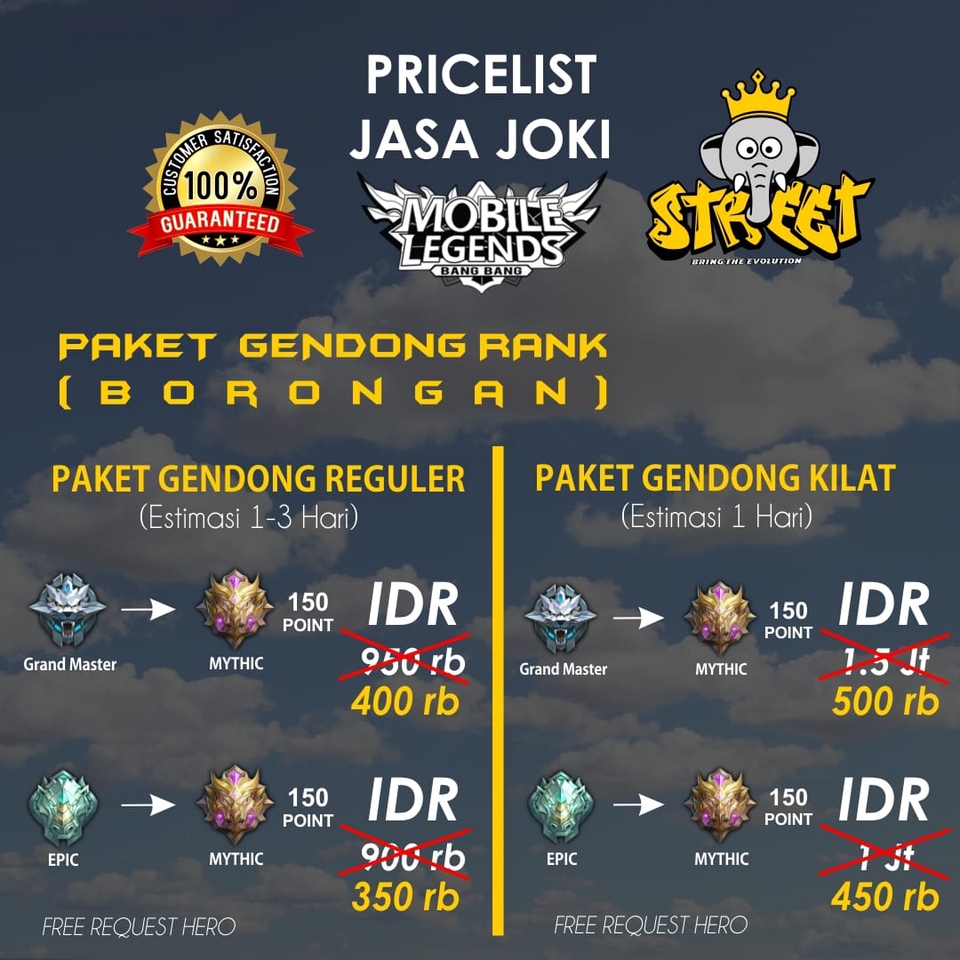 PRICELIST
JASA JOKI
CUSTOMER SATISFACTION
100%
GUARANTEED
MOBILE
LEGENDS
BANG BANG
STREET
BRING THE EVOLUTION
PAKET GENDONG RANK
(BORONGAN)
PAKET GENDONG REGULER
(Estimasi 1-3 Hari)
Grand Master
MYTHIC
150
POINT
IDR
950 rb
400 rb
EPIC
MYTHIC
150
POINT
IDR
900 rb
350 rb
FREE REQUEST HERO
PAKET GENDONG KILAT
(Estimasi 1 Hari)
Grand Master
MYTHIC
150
POINT
IDR
1.5 Jt
500 rb
EPIC
MYTHIC
150
POINT
IDR
1 Jt
450 rb
FREE REQUEST HERO